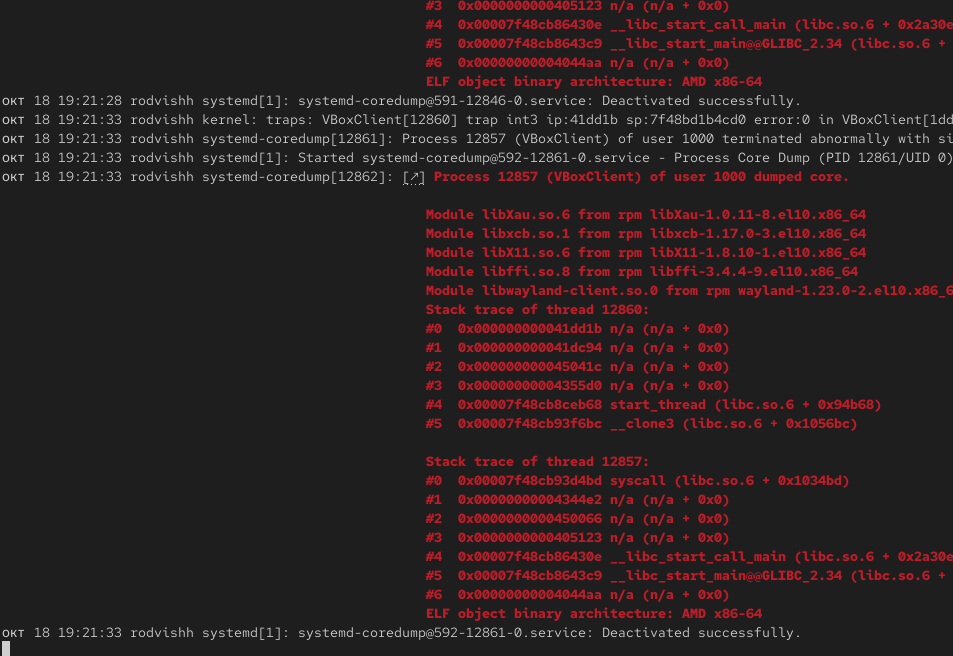 #3  0x0000000000405123 n/a (n/a + 0x0)
#4  0x00007f48cb86430e __libc_start_call_main (libc.so.6 + 0x2a30e
#5  0x00007f48cb8643c9 __libc_start_main@@GLIBC_2.34 (libc.so.6 +
#6  0x00000000004044aa n/a (n/a + 0x0)
ELF object binary architecture: AMD x86-64
окт 18 19:21:28 rodvishh systemd[1]: systemd-coredump@591-12846-0.service: Deactivated successfully.
окт 18 19:21:33 rodvishh kernel: traps: VBoxClient[12860] trap int3 ip:41dd1b sp:7f48bd1b4cd0 error:0 in VBoxClient[1dd
окт 18 19:21:33 rodvishh systemd-coredump[12861]: Process 12857 (VBoxClient) of user 1000 terminated abnormally with si
окт 18 19:21:33 rodvishh systemd[1]: Started systemd-coredump@592-12861-0.service - Process Core Dump (PID 12861/UID 0)
окт 18 19:21:33 rodvishh systemd-coredump[12862]: [↗] Process 12857 (VBoxClient) of user 1000 dumped core.
Module libXau.so.6 from rpm libXau-1.0.11-8.el10.x86_64
Module libxcb.so.1 from rpm libxcb-1.17.0-3.el10.x86_64
Module libX11.so.6 from rpm libX11-1.8.10-1.el10.x86_64
Module libffi.so.8 from rpm libffi-3.4.4-9.el10.x86_64
Module libwayland-client.so.0 from rpm wayland-1.23.0-2.el10.x86_6
Stack trace of thread 12860:
#0  0x000000000041dd1b n/a (n/a + 0x0)
#1  0x000000000041dc94 n/a (n/a + 0x0)
#2  0x000000000045041c n/a (n/a + 0x0)
#3  0x00000000004355d0 n/a (n/a + 0x0)
#4  0x00007f48cb8ceb68 start_thread (libc.so.6 + 0x94b68)
#5  0x00007f48cb93f6bc __clone3 (libc.so.6 + 0x1056bc)
Stack trace of thread 12857:
#0  0x00007f48cb93d4bd syscall (libc.so.6 + 0x1034bd)
#1  0x00000000004344e2 n/a (n/a + 0x0)
#2  0x0000000000450066 n/a (n/a + 0x0)
#3  0x0000000000405123 n/a (n/a + 0x0)
#4  0x00007f48cb86430e __libc_start_call_main (libc.so.6 + 0x2a30e
#5  0x00007f48cb8643c9 __libc_start_main@@GLIBC_2.34 (libc.so.6 +
#6  0x00000000004044aa n/a (n/a + 0x0)
ELF object binary architecture: AMD x86-64
окт 18 19:21:33 rodvishh systemd[1]: systemd-coredump@592-12861-0.service: Deactivated successfully.